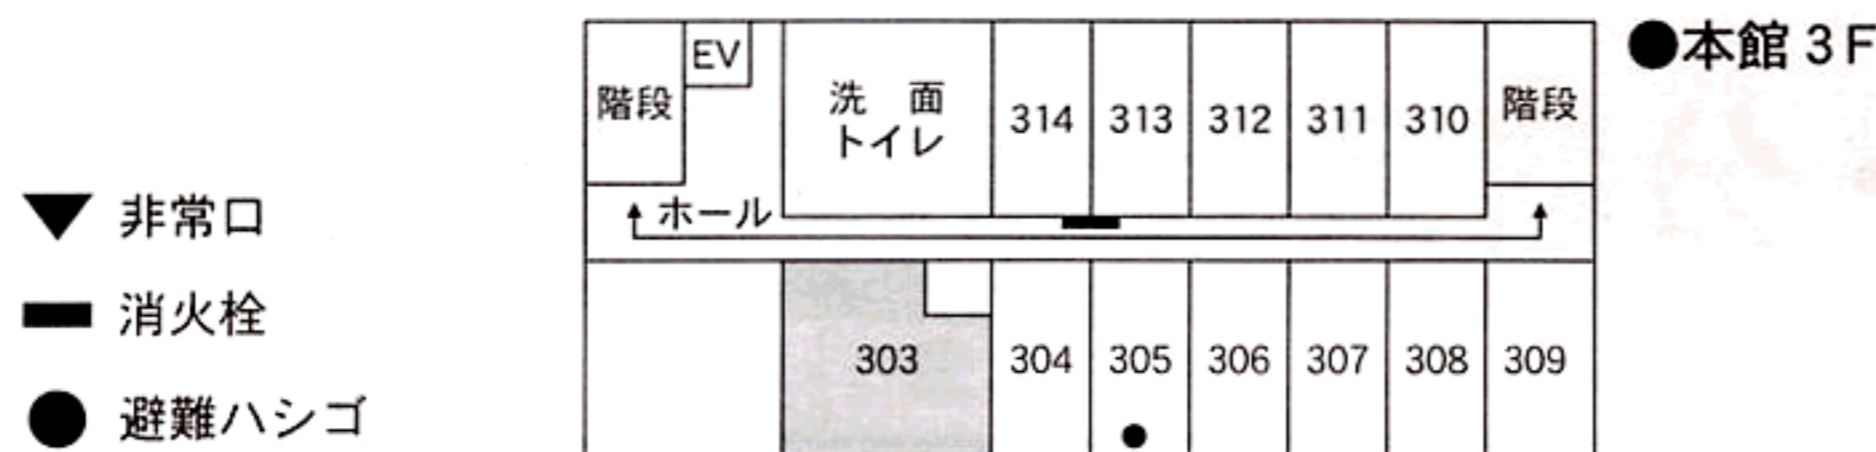 ●本館3F
EV
階段
洗 面
トイレ
314
313
312
311
310
階段
ホール
303
304
305
306
307
308
309
非常口
消火栓
避難ハシゴ